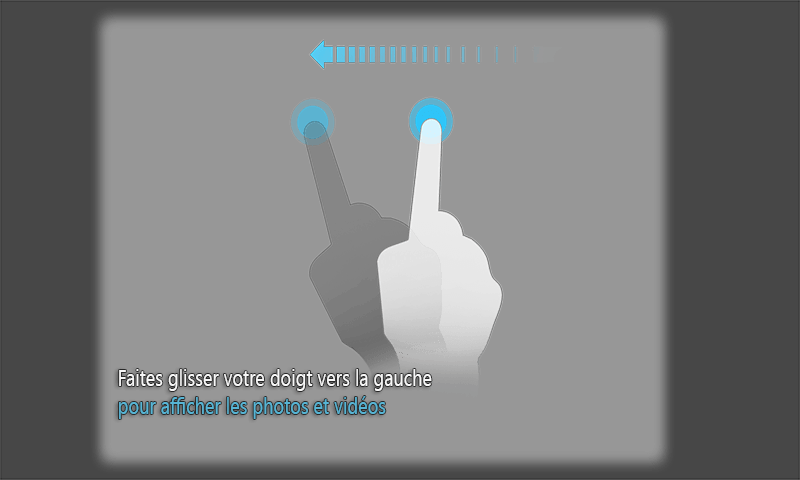 Faites glisser votre doigt vers la gauche
pour afficher les photos et vidéos